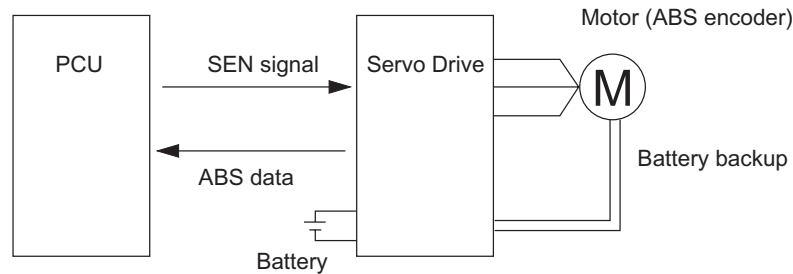 Motor (ABS encoder)
PCU
SEN signal
Servo Drive
M
ABS data
Battery backup
Battery